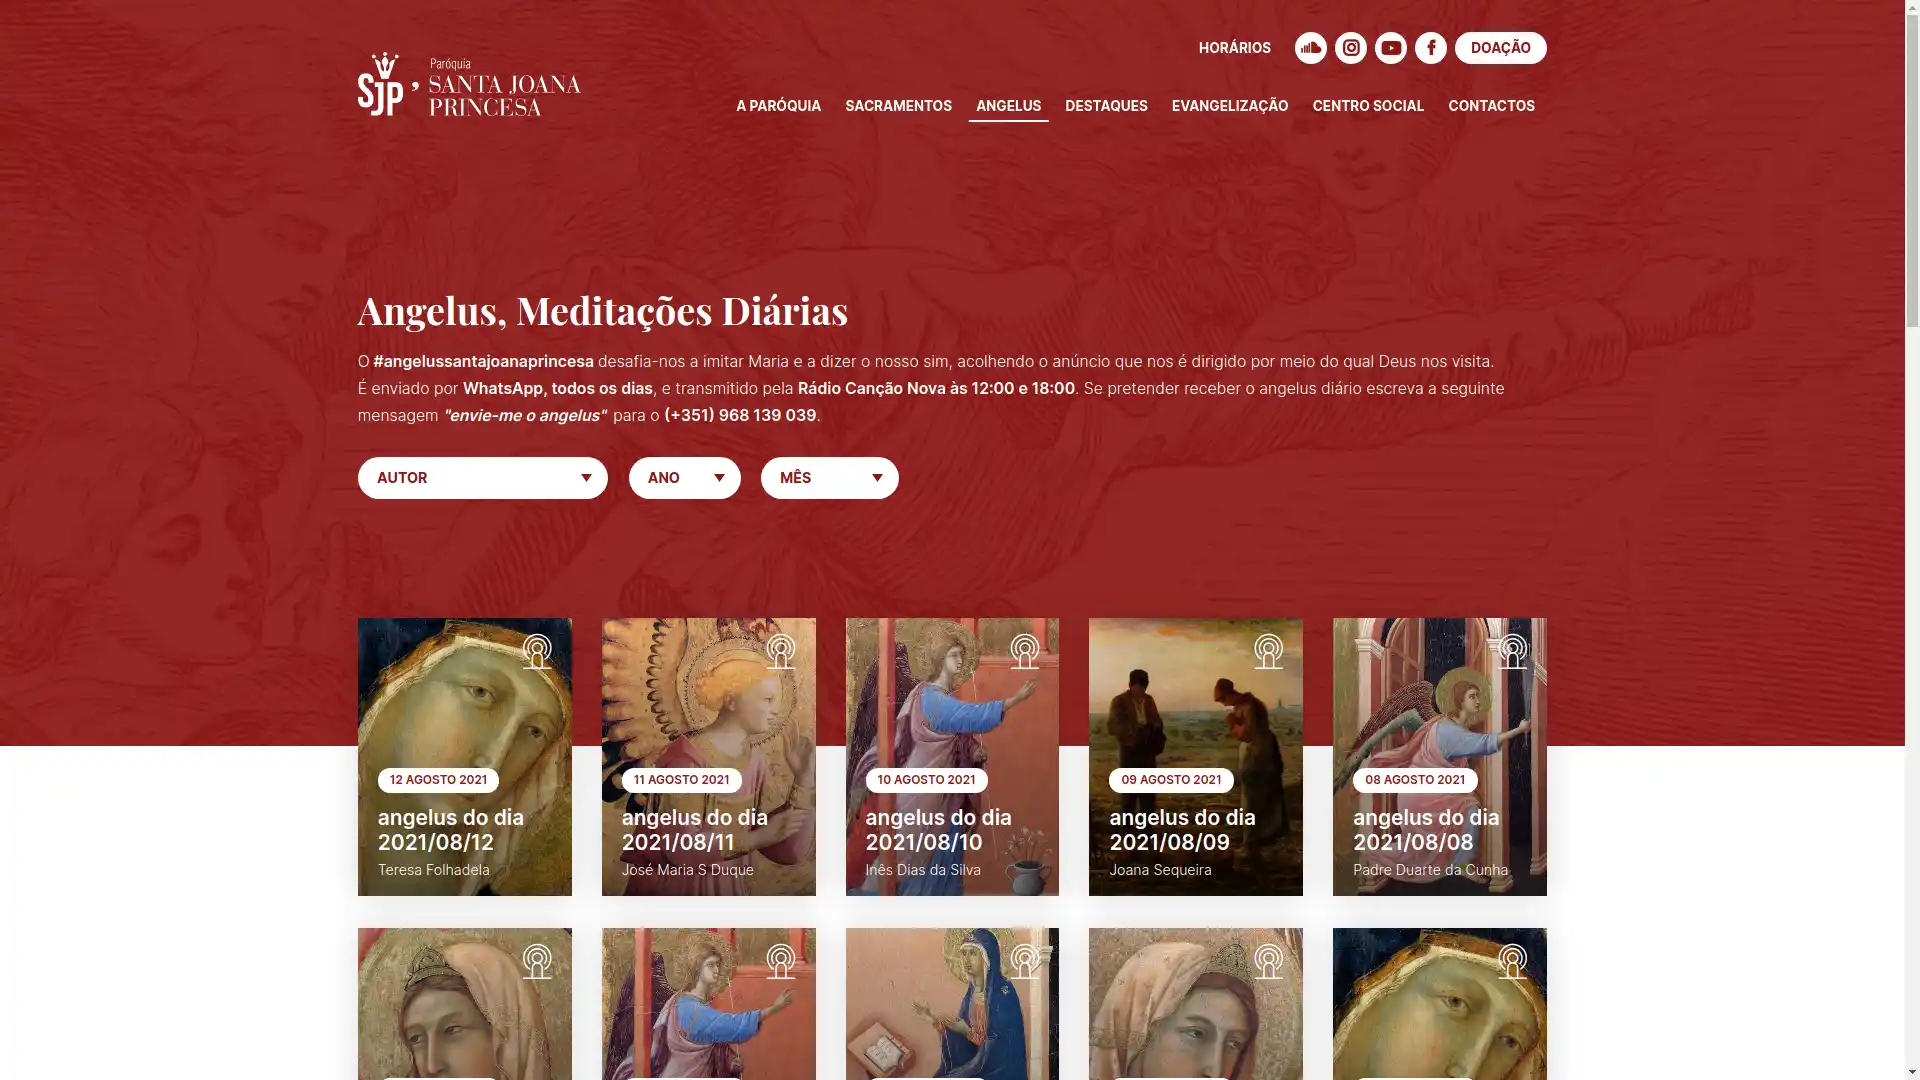 HORÁRIOS
DOAÇÃO
SJP,
Paróquia
SANTA JOANA
PRINCESA
A PARÓQUIA
SACRAMENTOS
ANGELUS
DESTAQUES
EVANGELIZAÇÃO
CENTRO SOCIAL
CONTACTOS
Angelus, Meditações Diárias
O #angelussantajoanaprincesa desafia-nos a imitar Maria e a dizer o nosso sim, acolhendo o anúncio que nos é dirigido por meio do qual Deus nos visita.
É enviado por WhatsApp, todos os dias, e transmitido pela Rádio Canção Nova às 12:00 e 18:00. Se pretender receber o angelus diário escreva a seguinte
mensagem "envie-me o angelus" para o (+351) 968 139 039.
AUTOR
ANO
MÊS
12 AGOSTO 2021
angelus do dia
2021/08/12
Teresa Folhadela
11 AGOSTO 2021
angelus do dia
2021/08/11
José Maria S Duque
10 AGOSTO 2021
angelus do dia
2021/08/10
Inês Dias da Silva
09 AGOSTO 2021
angelus do dia
2021/08/09
Joana Sequeira
08 AGOSTO 2021
angelus do dia
2021/08/08
Padre Duarte da Cunha